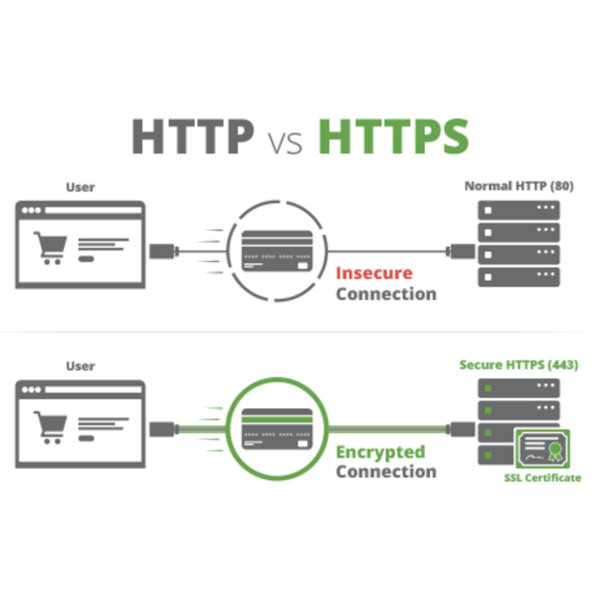 HTTP vs HTTPS
User
Normal HTTP (80)
Insecure
Connection
User
Secure HTTPS (443)
Encrypted
Connection
SSL Certificate